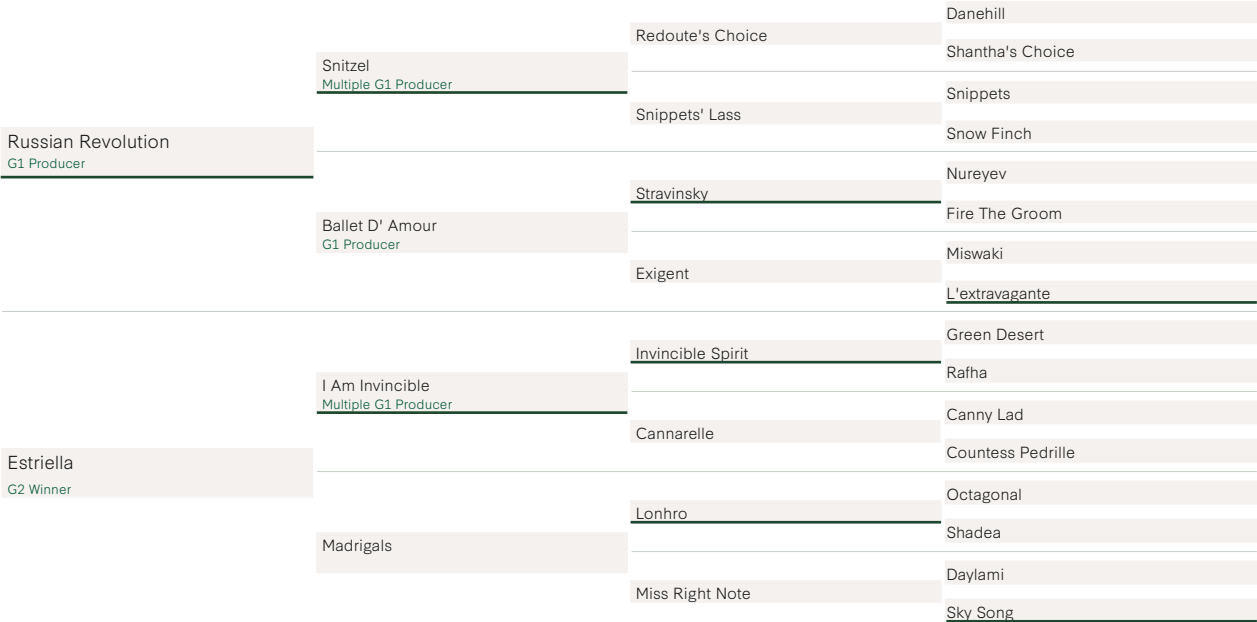 Russian Revolution
G1 Producer
Estriella
G2 Winner
Snitzel
Multiple G1 Producer
Ballet D' Amour
G1 Producer
I Am Invincible
Multiple G1 Producer
Madrigals
Redoute's Choice
Snippets' Lass
Stravinsky
Exigent
Invincible Spirit
Cannarelle
Lonhro
Miss Right Note
Danehill
Shantha's Choice
Snippets
Snow Finch
Nureyev
Fire The Groom
Miswaki
L'extravagante
Green Desert
Rafha
Canny Lad
Countess Pedrille
Octagonal
Shadea
Daylami
Sky Song